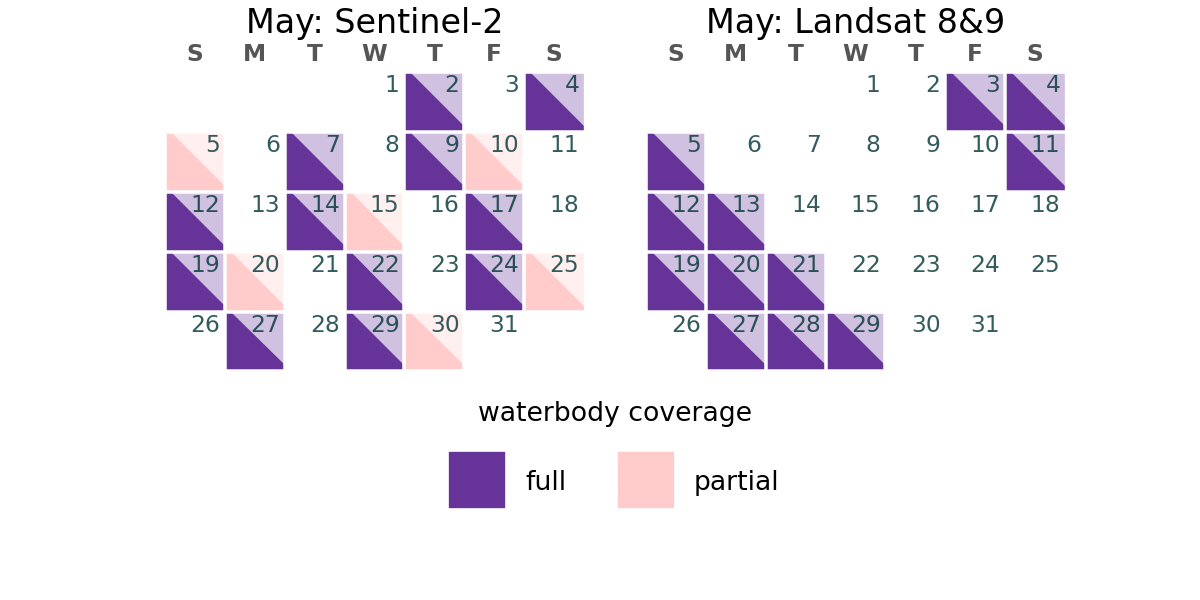 May: Sentinel-2
S M T W T F S
1 2 3 4
5 6 7 8 9 10 11
12 13 14 15 16 17 18
19 20 21 22 23 24 25
26 27 28 29 30 31
May: Landsat 8&9
S M T W T F S
1 2 3 4
5 6 7 8 9 10 11
12 13 14 15 16 17 18
19 20 21 22 23 24 25
26 27 28 29 30 31
waterbody coverage
full partial